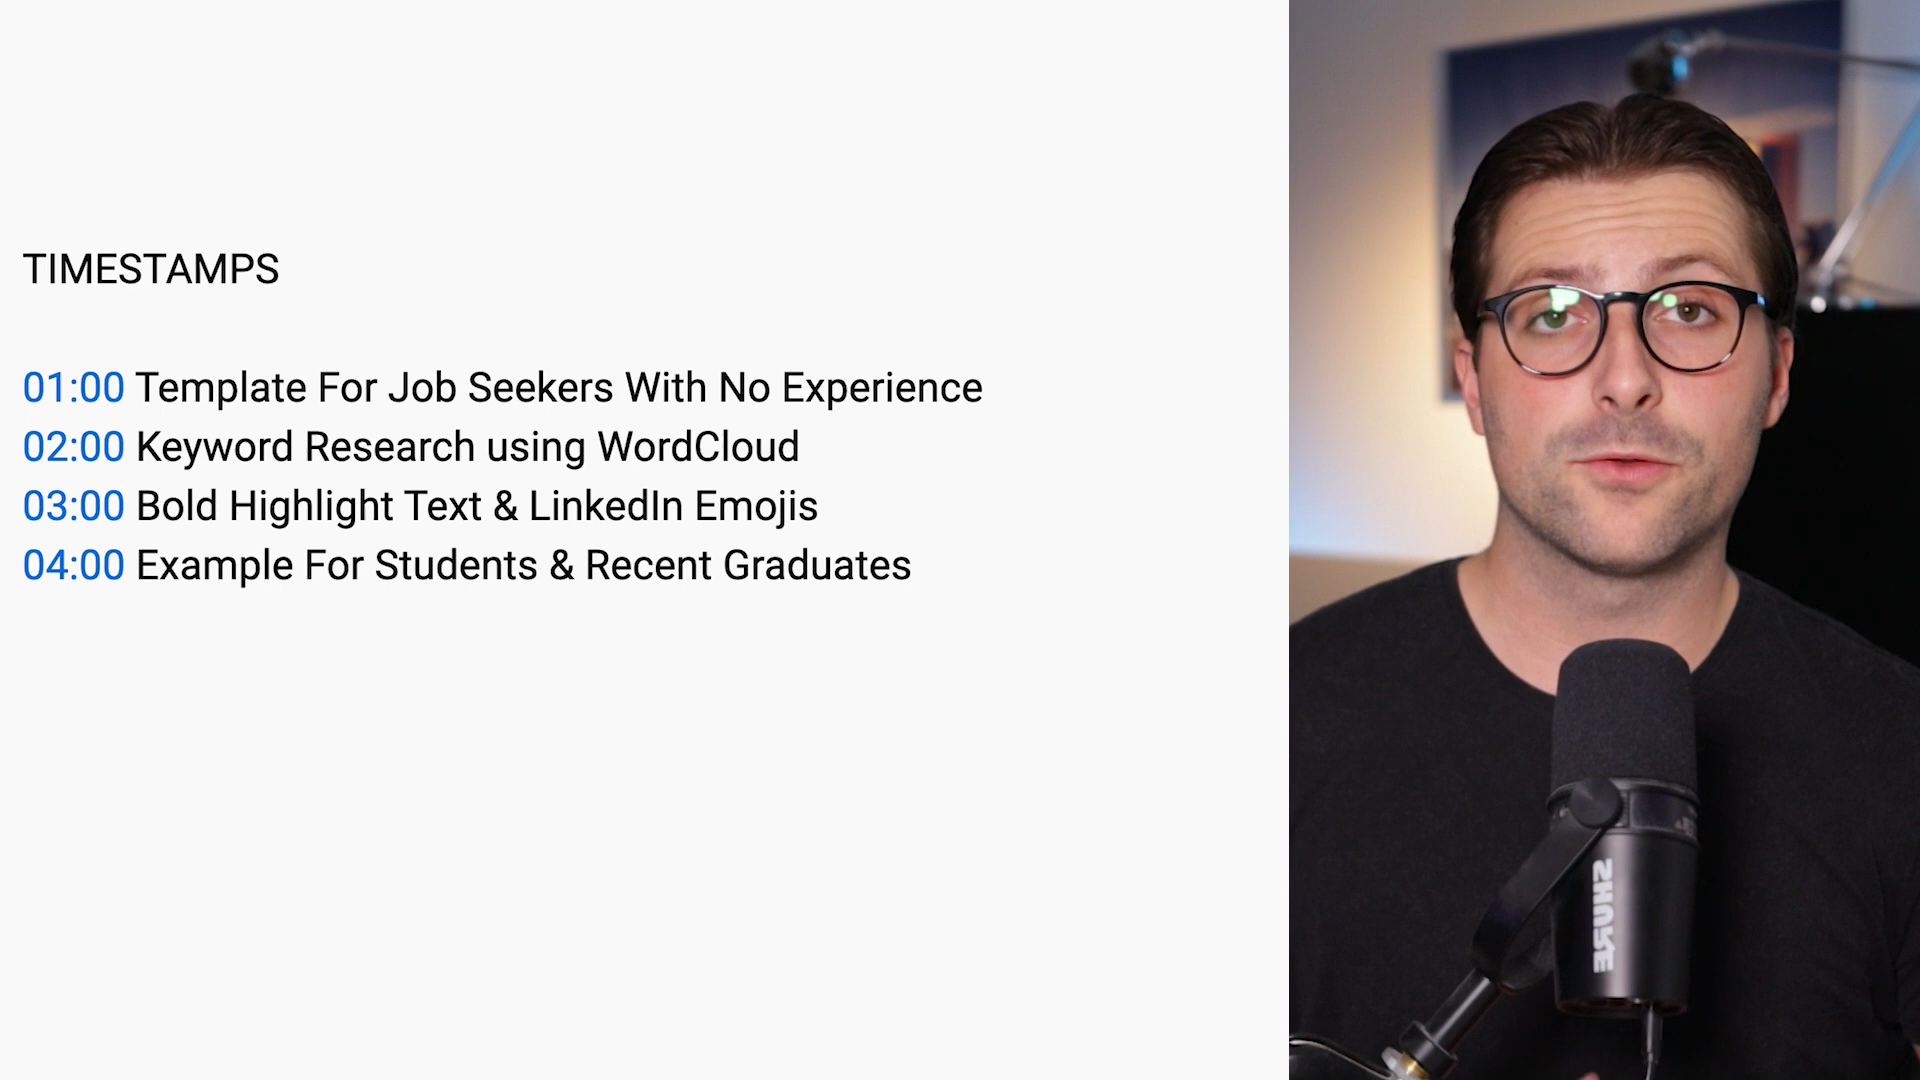 TIMESTAMPS
01:00 Template For Job Seekers With No Experience
02:00 Keyword Research using WordCloud
03:00 Bold Highlight Text & LinkedIn Emojis
04:00 Example For Students & Recent Graduates
SHURE